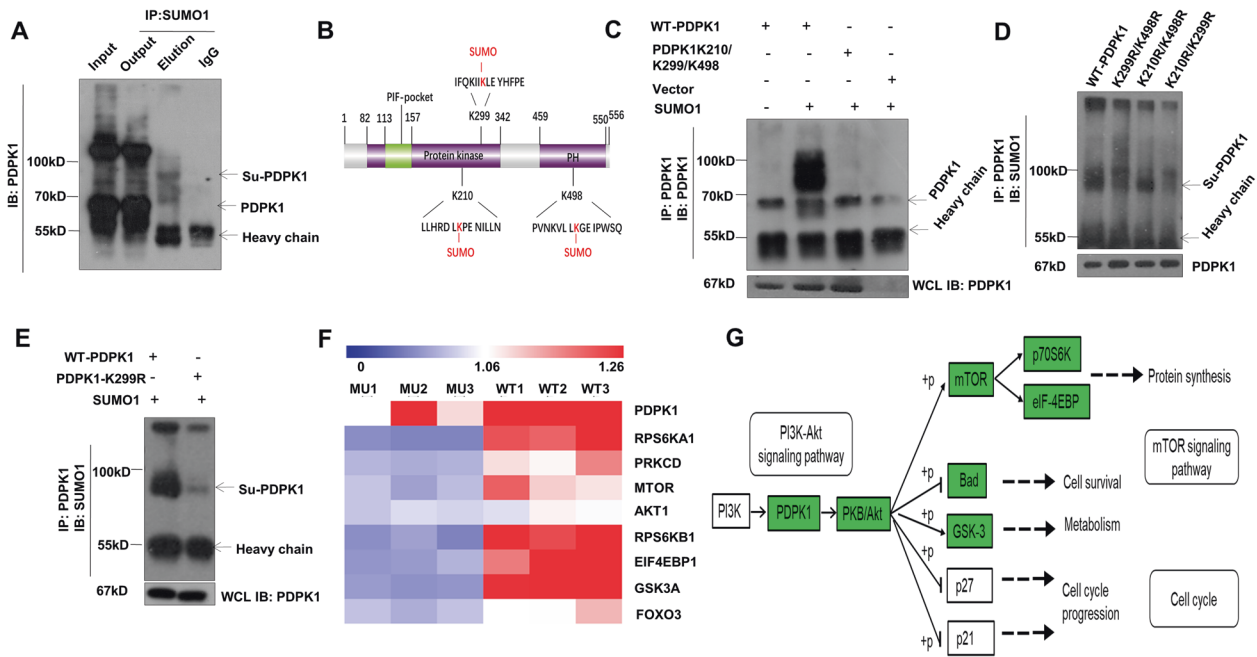 A
IP:SUMO1
Input
Output
Elution
IgG
IB: PDPK1
100kD
70kD
55kD
Su-PDPK1
PDPK1
Heavy chain
B
SUMO
IFQKIIKLE YHFPE
PIF-pocket
1 82 113 157 K299 342 459 550 556
Protein kinase
PH
K210
K498
LLHRD LKPE NILLN
PVNKVL LKGE IPWSQ
SUMO
SUMO
C
WT-PDPK1 + + - -
PDPK1K210/
K299/K498
- - + -
Vector - - - +
SUMO1 - + + +
IP: PDPK1
IB: PDPK1
100kD
70kD
55kD
PDPK1
Heavy chain
67kD
WCL IB: PDPK1
D
WT-PDPK1
K299R/K498R
K210R/K498R
K210R/K299R
IP: PDPK1
IB: SUMO1
100kD
55kD
Su-PDPK1
Heavy chain
67kD
PDPK1
E
WT-PDPK1 + -
PDPK1-K299R - +
SUMO1 + +
IP: PDPK1
IB: SUMO1
100kD
55kD
Su-PDPK1
Heavy chain
67kD
WCL IB: PDPK1
F
0 1.06 1.26
MU1 MU2 MU3 WT1 WT2 WT3
PDPK1
RPS6KA1
PRKCD
MTOR
AKT1
RPS6KB1
EIF4EBP1
GSK3A
FOXO3
G
PI3K-Akt
signaling pathway
PI3K
PDPK1
PKB/Akt
+p
mTOR
p70S6K
eIF-4EBP
Protein synthesis
mTOR signaling
pathway
+p
Bad
Cell survival
+p
GSK-3
Metabolism
+p
p27
Cell cycle
progression
+p
p21
Cell cycle